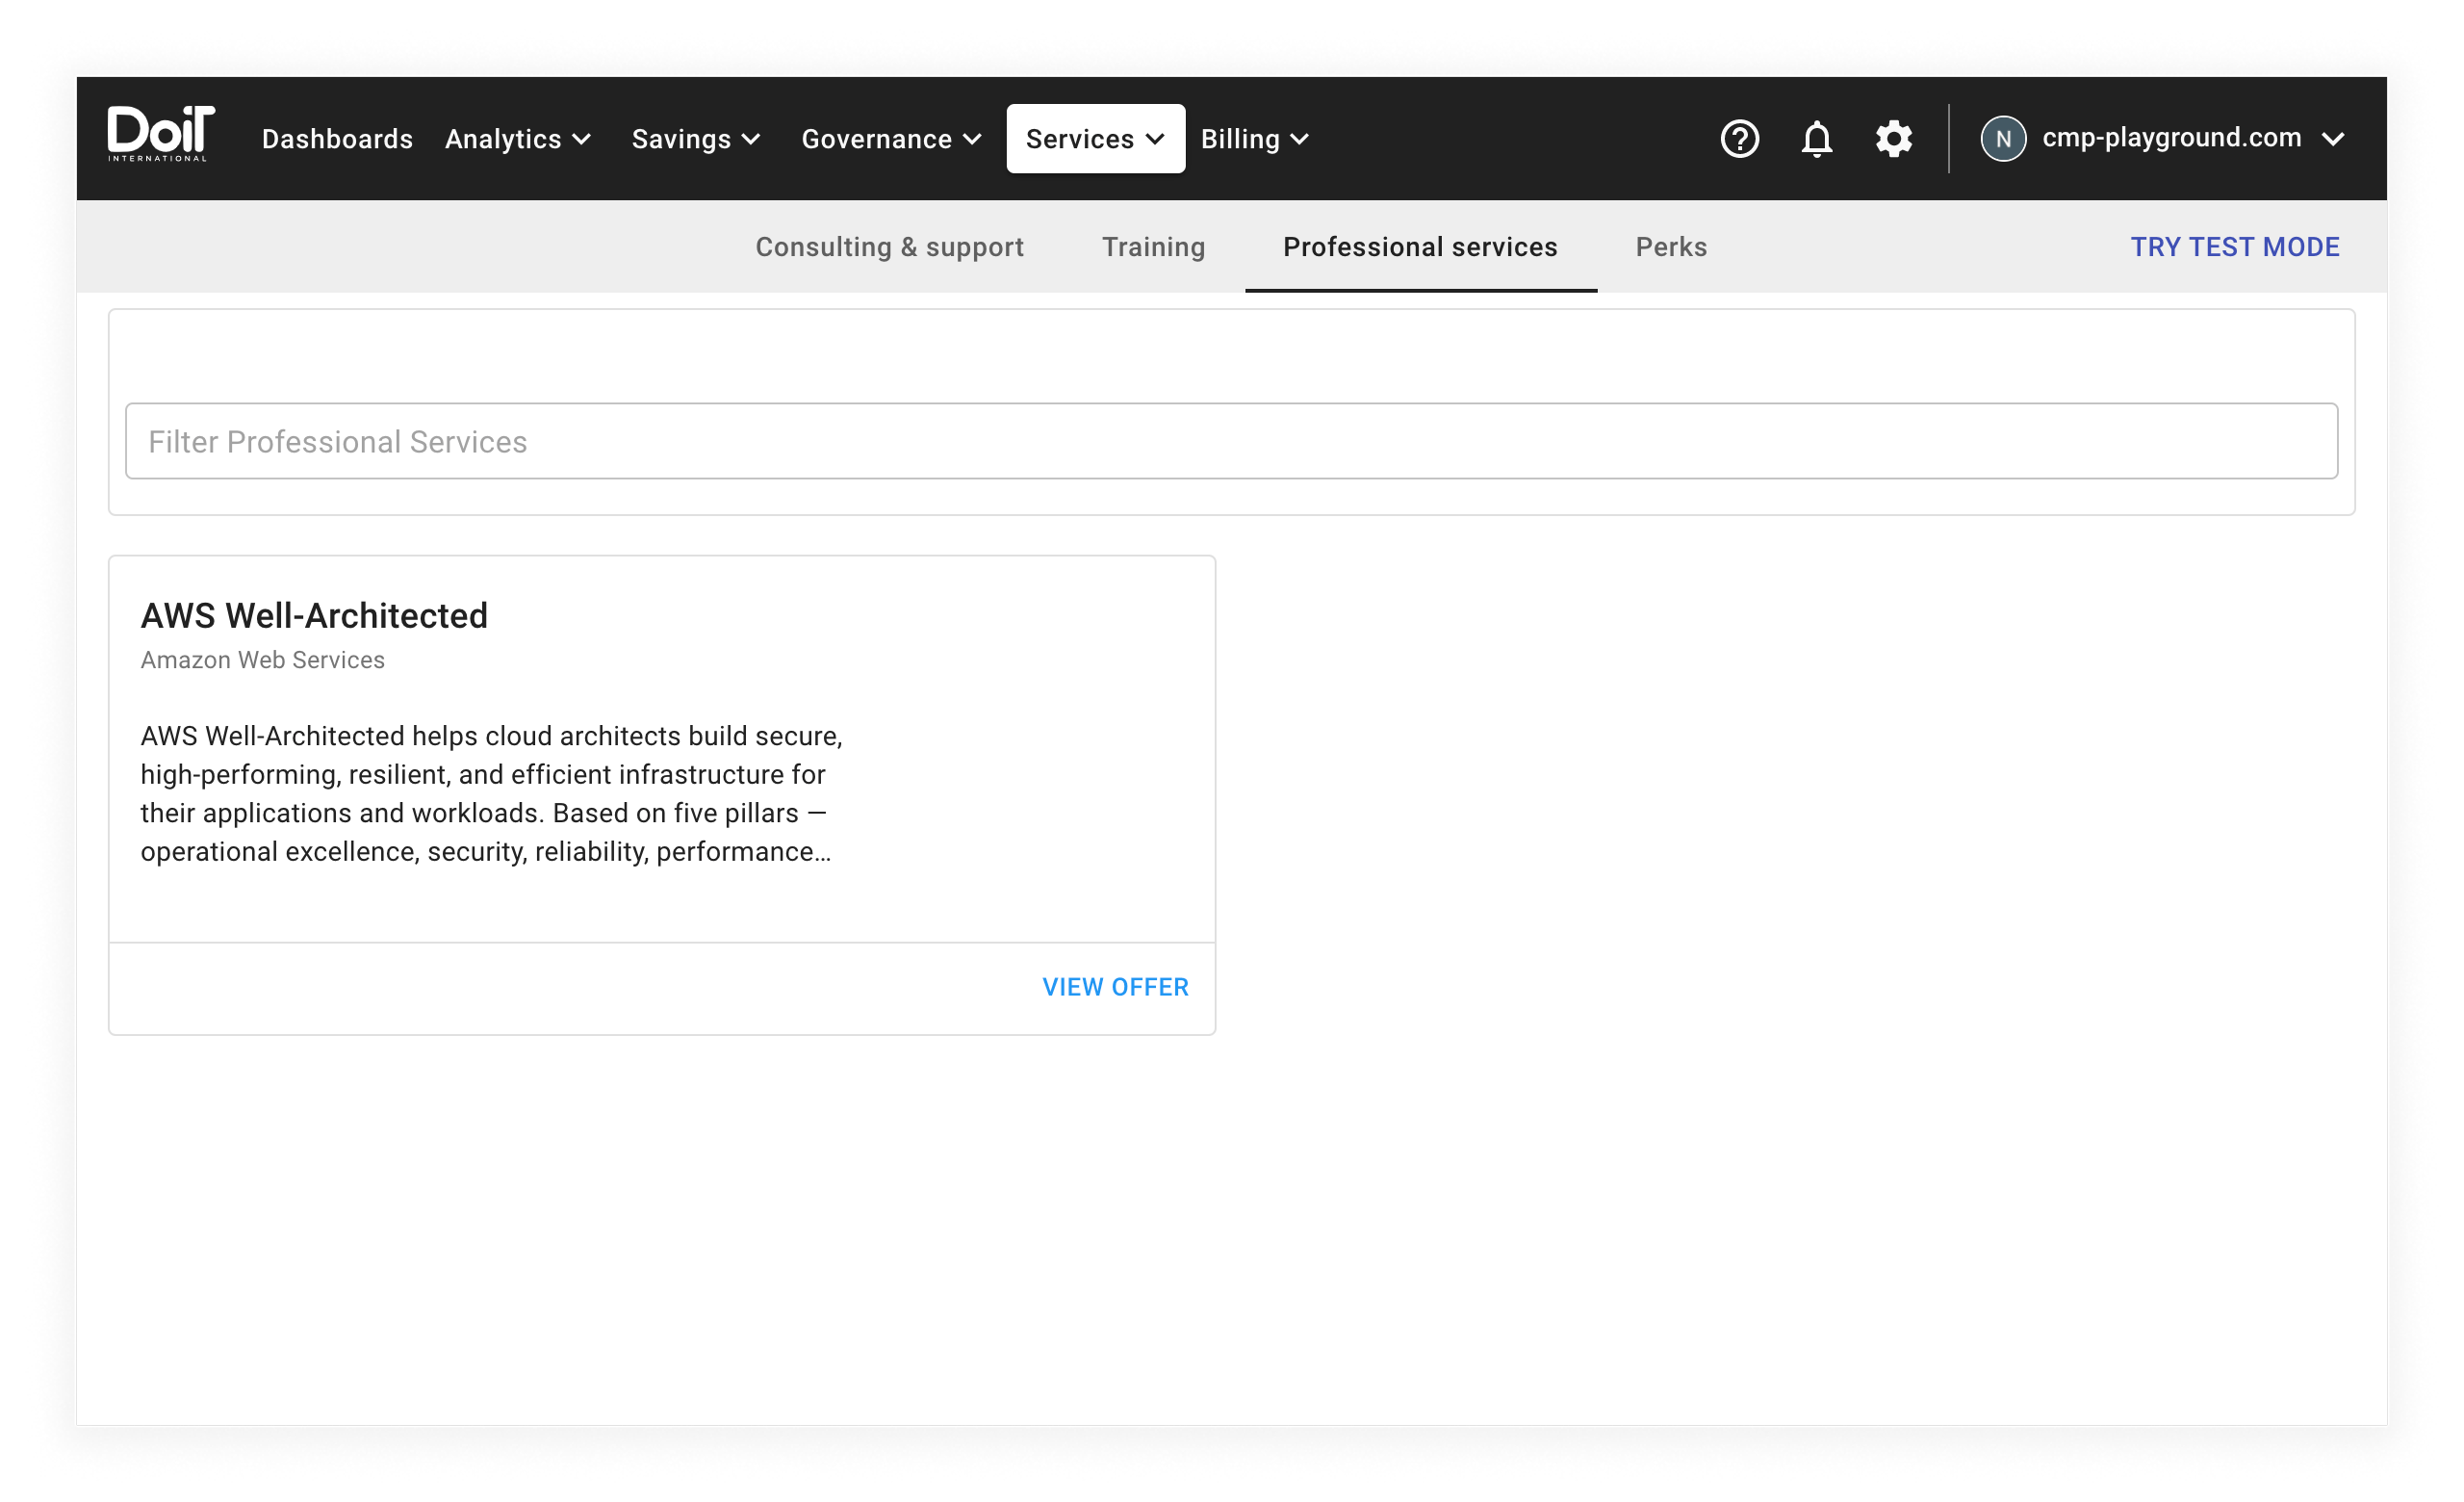 DoiT
INTERNATIONAL
Dashboards Analytics Savings Governance Services Billing
N cmp-playground.com
Consulting & support Training Professional services Perks TRY TEST MODE
Filter Professional Services
AWS Well-Architected
Amazon Web Services
AWS Well-Architected helps cloud architects build secure,
high-performing, resilient, and efficient infrastructure for
their applications and workloads. Based on five pillars —
operational excellence, security, reliability, performance...
VIEW OFFER